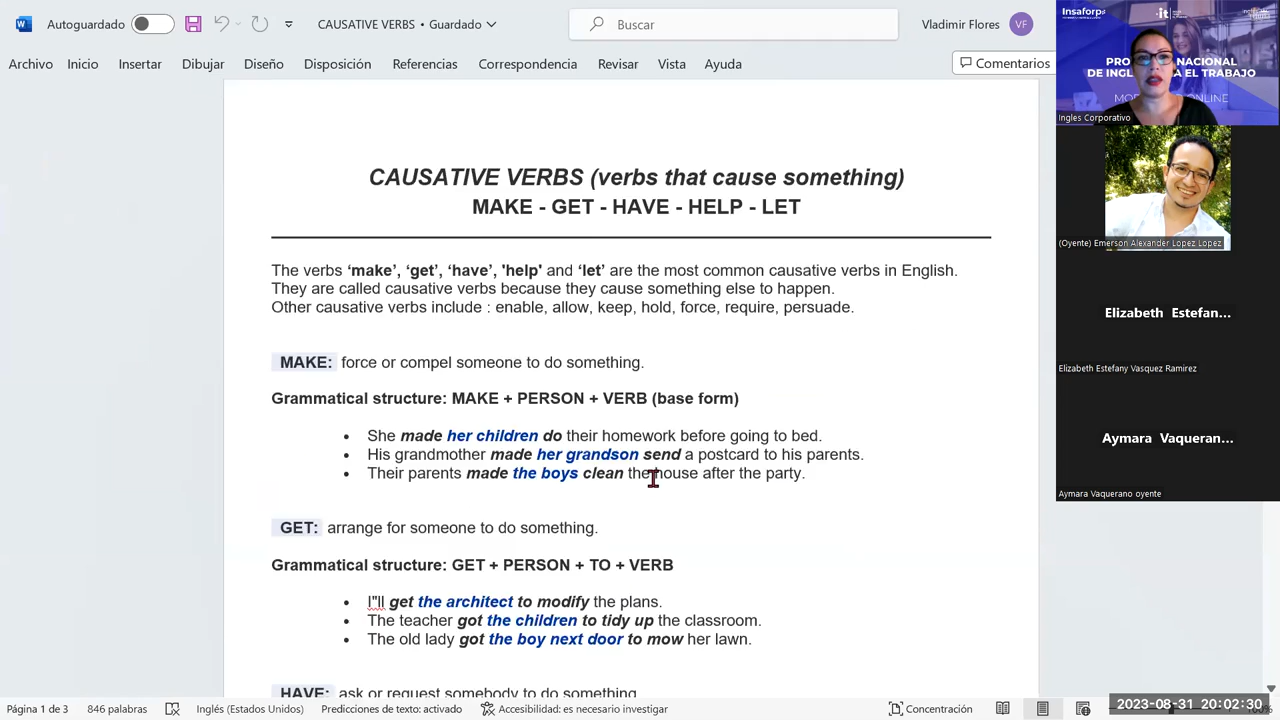 Autoguardado
CAUSATIVE VERBS • Guardado
Buscar
Vladimir Flores
VF
Archivo Inicio Insertar Dibujar Diseño Disposición Referencias Correspondencia Revisar Vista Ayuda
Comentarios
CAUSATIVE VERBS (verbs that cause something)
MAKE - GET - HAVE - HELP - LET
The verbs ‘make’, ‘get’, ‘have’, 'help' and ‘let’ are the most common causative verbs in English.
They are called causative verbs because they cause something else to happen.
Other causative verbs include : enable, allow, keep, hold, force, require, persuade.
MAKE: force or compel someone to do something.
Grammatical structure: MAKE + PERSON + VERB (base form)
• She made her children do their homework before going to bed.
• His grandmother made her grandson send a postcard to his parents.
• Their parents made the boys clean the house after the party.
GET: arrange for someone to do something.
Grammatical structure: GET + PERSON + TO + VERB
• I"ll get the architect to modify the plans.
• The teacher got the children to tidy up the classroom.
• The old lady got the boy next door to mow her lawn.
HAVE: ask or request somebody to do something
Insaforp
it
PRO NACIONAL
DE INGL A EL TRABAJO
MO ONLINE
Ingles Corporativo
(Oyente) Emerson Alexander Lopez Lopez
Elizabeth Estefan...
Elizabeth Estefany Vasquez Ramirez
Aymara Vaqueran...
Aymara Vaquerano oyente
Página 1 de 3 846 palabras Inglés (Estados Unidos) Predicciones de texto: activado Accesibilidad: es necesario investigar
Concentración
2023-08-31 20:02:30